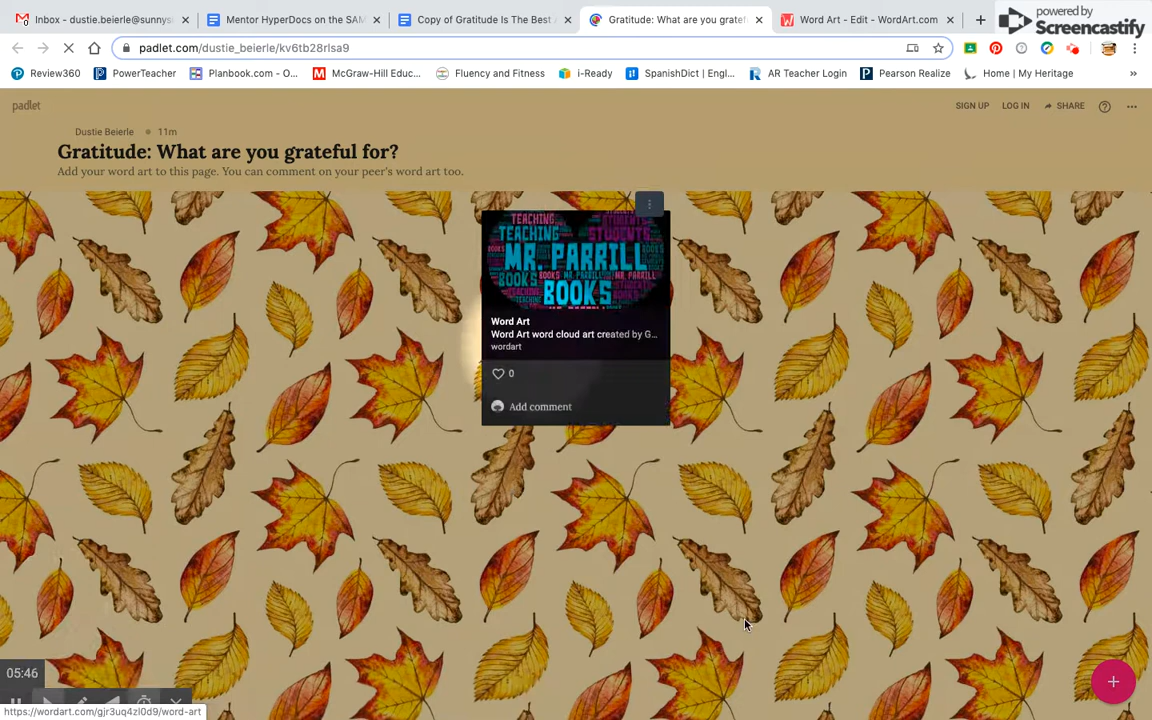 powered by
Screencastify
Inbox - dustie.beierle@sunnysi
Mentor HyperDocs on the SAM
Copy of Gratitude Is The Best
Gratitude: What are you gratef
Word Art - Edit - WordArt.com
padlet.com/dustie_beierle/kv6tb28rlsa9
Review360
PowerTeacher
Planbook.com - O...
McGraw-Hill Educ...
Fluency and Fitness
i-Ready
SpanishDict | Engl...
AR Teacher Login
Pearson Realize
Home | My Heritage
padlet
SIGN UP
LOG IN
SHARE
Dustie Beierle
11m
Gratitude: What are you grateful for?
Add your word art to this page. You can comment on your peer's word art too.
TEACHING
STUDENTS
TEACHING
STUDENTS
MR. PARRILL
BOOKS
BOOKS
MR. PARRILL
BOOKS
Word Art
Word Art word cloud art created by G...
wordart
0
Add comment
05:46
https://wordart.com/gjr3uq4zl0d9/word-art